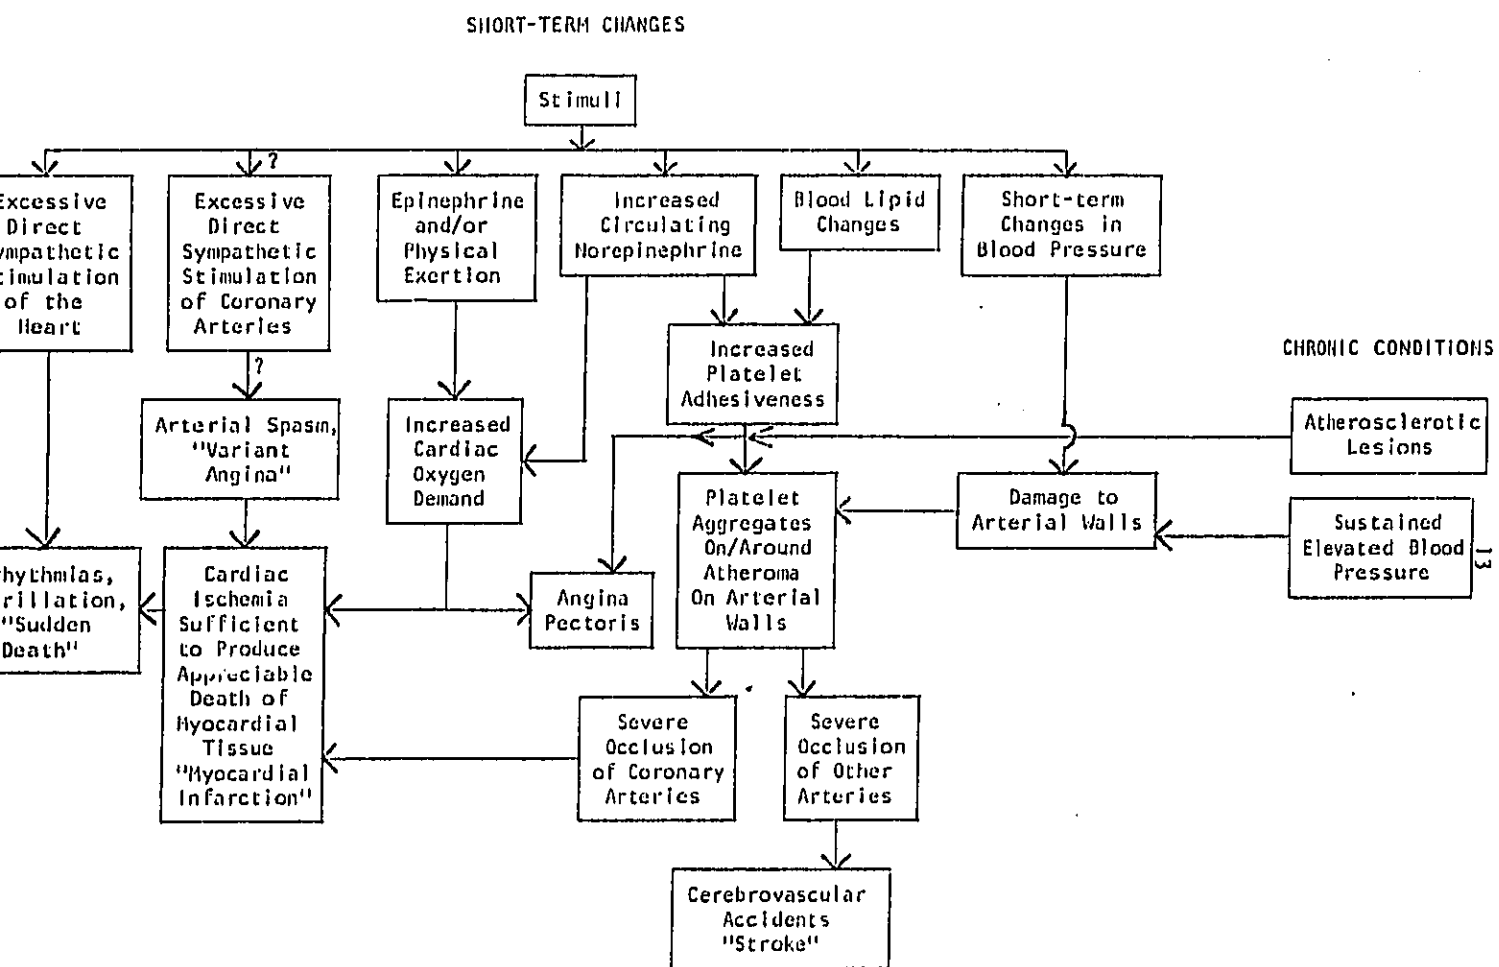 SHORT-TERM CHANGES
Stimuli
?
Excessive
Direct
ympathetic
timulation
of the
Heart
Excessive
Direct
Sympathetic
Stimulation
of Coronary
Arteries
Epinephrine
and/or
Physical
Exertion
Increased
Circulating
Norepinephrine
Blood Lipid
Changes
Short-term
Changes in
Blood Pressure
?
Increased
Platelet
Adhesiveness
CHRONIC CONDITIONS
Arterial Spasm,
"Variant
Angina"
Increased
Cardiac
Oxygen
Demand
Atherosclerotic
Lesions
Platelet
Aggregates
On/Around
Atheroma
On Arterial
Walls
Damage to
Arterial Walls
Sustained
Elevated Blood
Pressure
13
hythmias,
rillation,
"Sudden
Death"
Cardiac
Ischemia
Sufficient
to Produce
Appreciable
Death of
Myocardial
Tissue
"Myocardial
Infarction"
Angina
Pectoris
Severe
Occlusion
of Coronary
Arteries
Severe
Occlusion
of Other
Arteries
Cerebrovascular
Accidents
"Stroke"